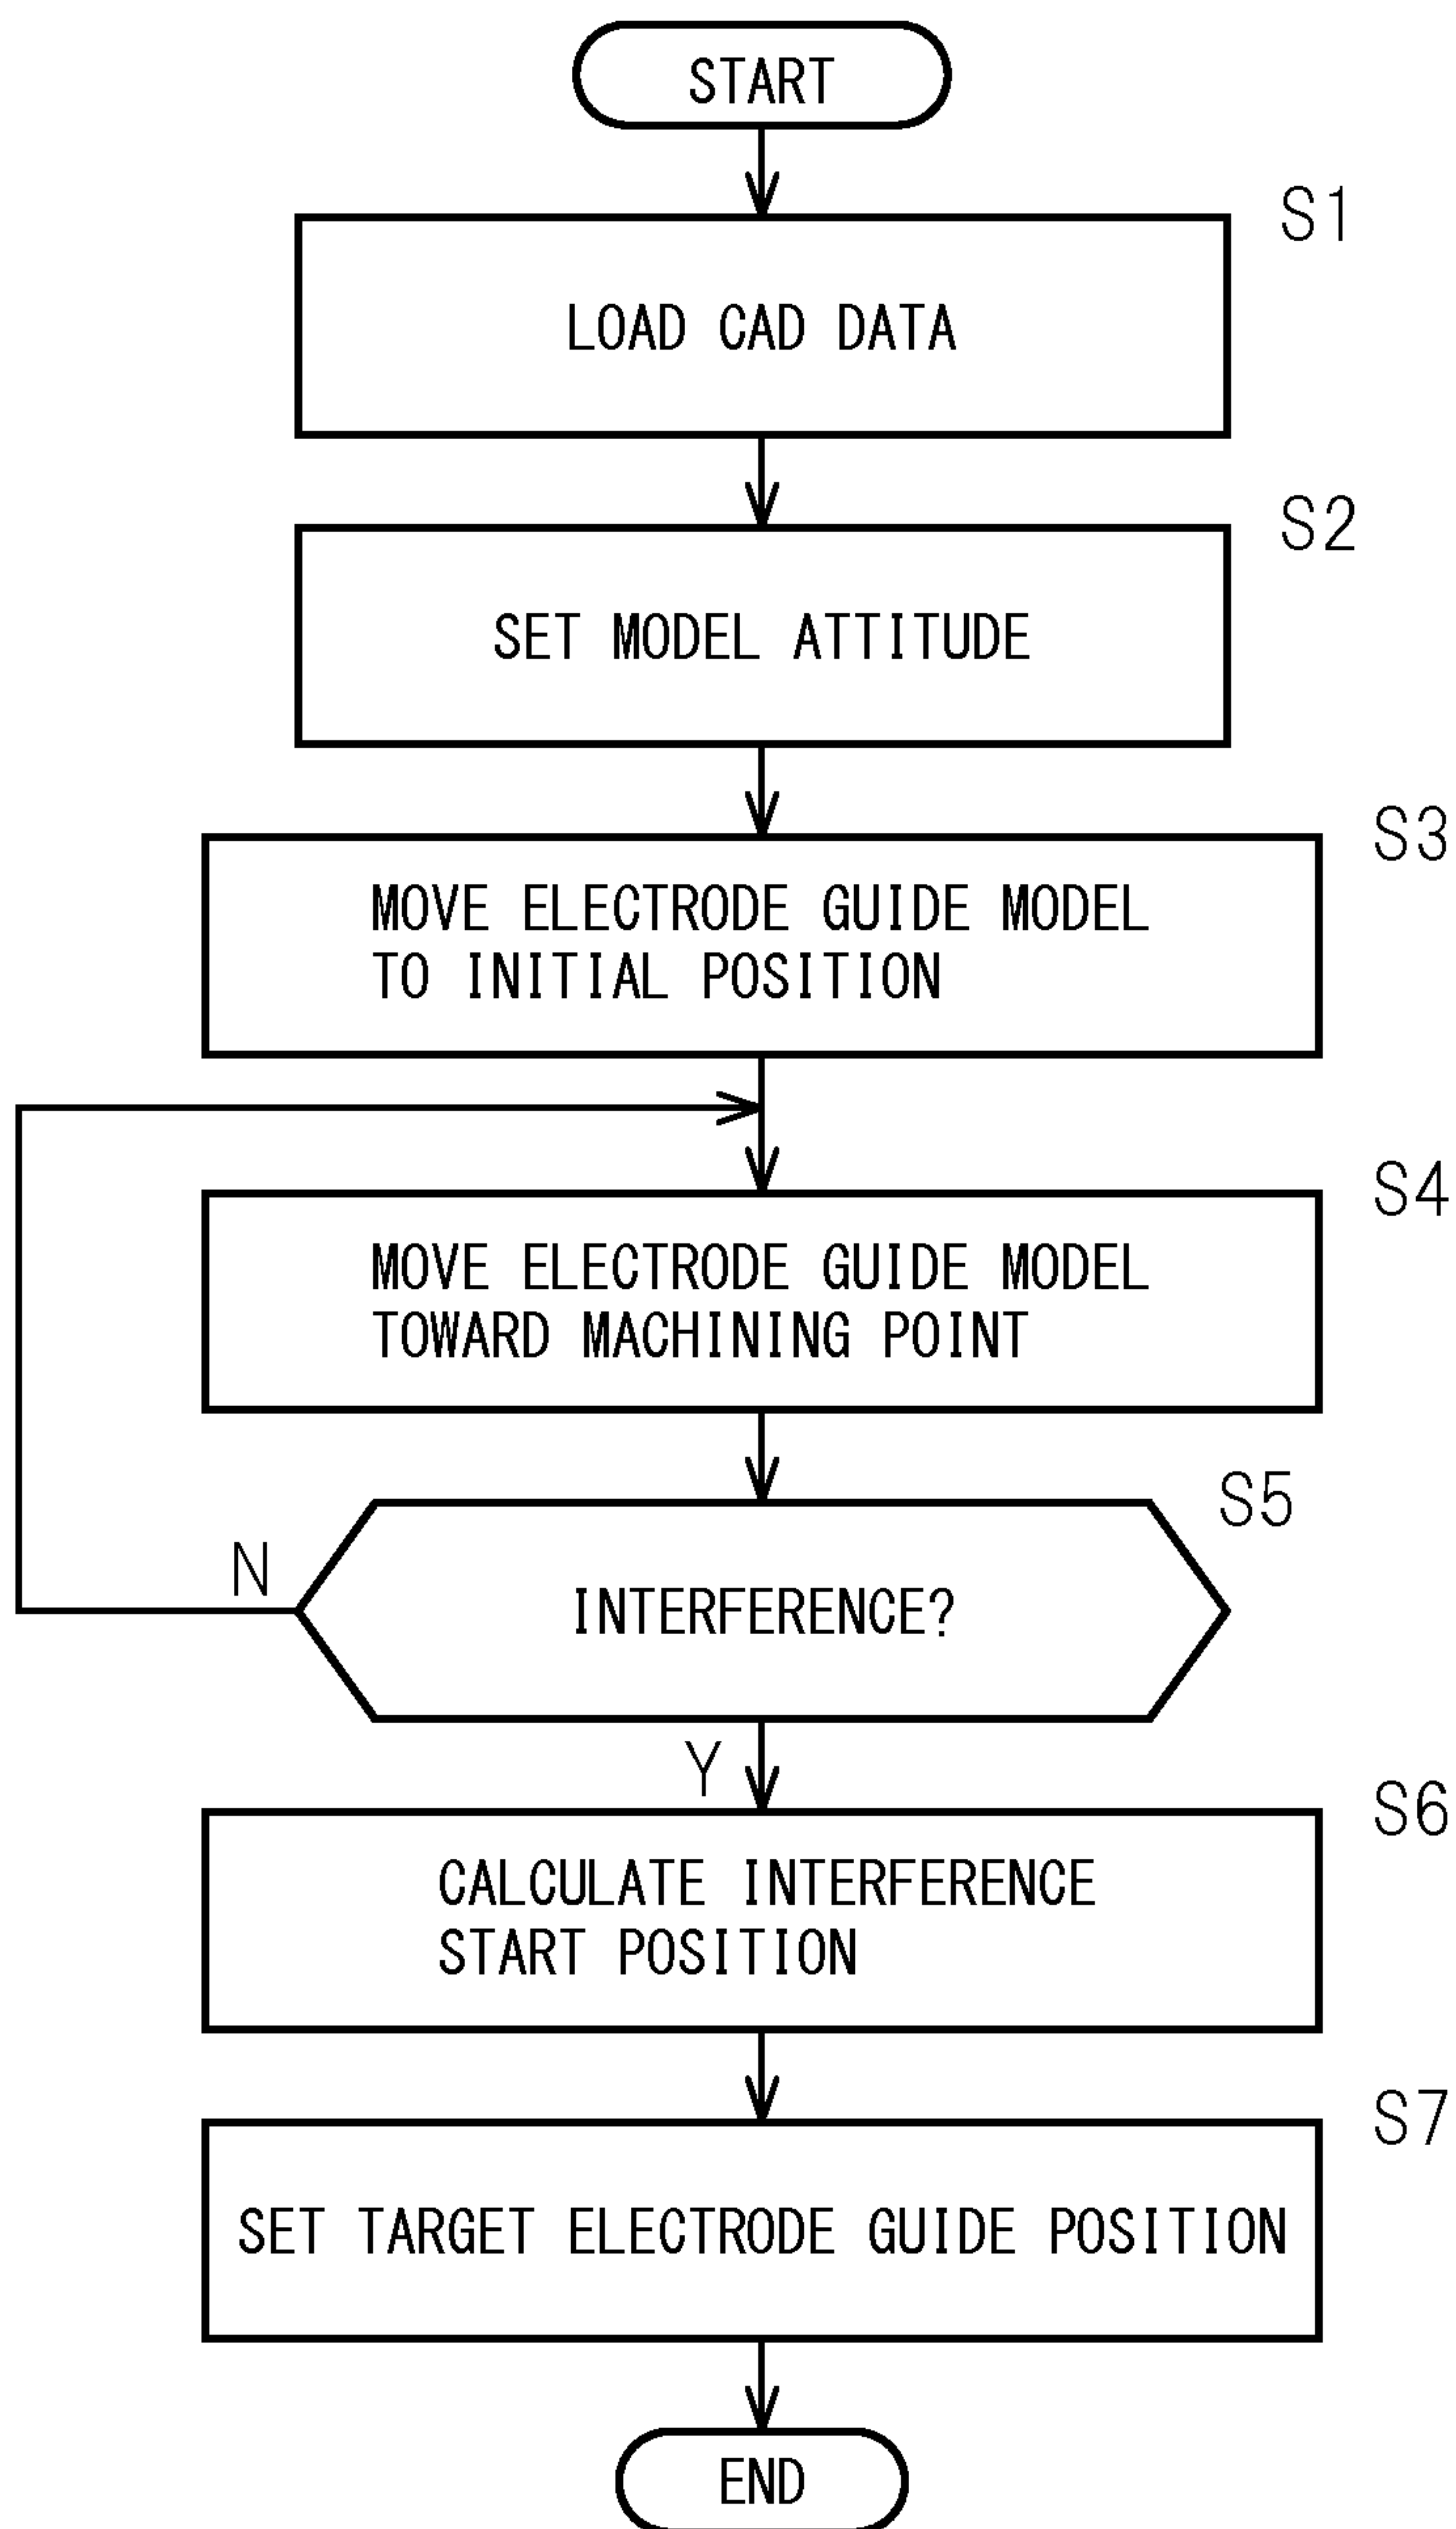 START
S1
LOAD CAD DATA
S2
SET MODEL ATTITUDE
S3
MOVE ELECTRODE GUIDE MODEL
TO INITIAL POSITION
S4
MOVE ELECTRODE GUIDE MODEL
TOWARD MACHINING POINT
S5
N
INTERFERENCE?
Y
S6
CALCULATE INTERFERENCE
START POSITION
S7
SET TARGET ELECTRODE GUIDE POSITION
END